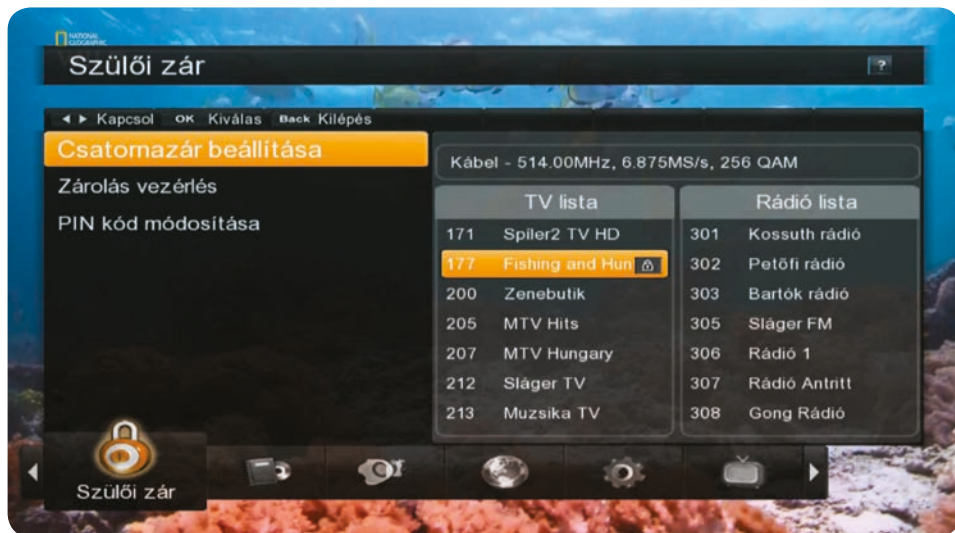 NATIONAL
GEOGRAPHIC
Szülői zár
?
Kapcsol OK Kiválas Back Kilépés
Csatornazár beállítása
Zárolás vezérlés
PIN kód módosítása
Kábel - 514.00MHz, 6.875MS/s, 256 QAM
TV lista
171 Spíler2 TV HD
177 Fishing and Hun
200 Zenebutik
205 MTV Hits
207 MTV Hungary
212 Sláger TV
213 Muzsika TV
Rádió lista
301 Kossuth rádió
302 Petőfi rádió
303 Bartók rádió
305 Sláger FM
306 Rádió 1
307 Rádió Antritt
308 Gong Rádió
Szülői zár